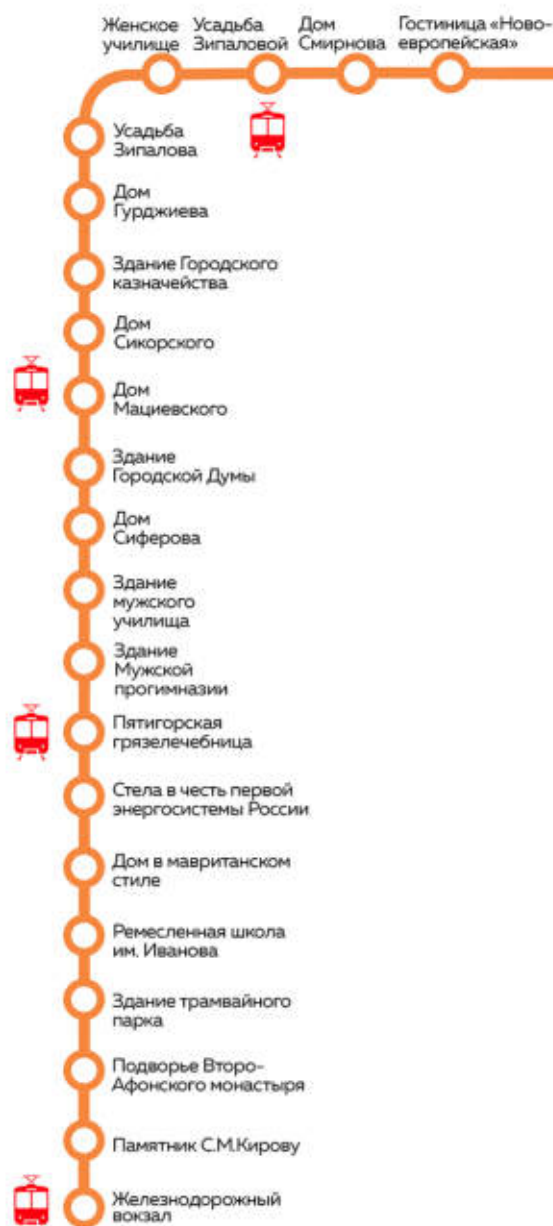 Женское
училище
Усадьба
Зипаловой
Дом
Смирнова
Гостиница «Ново-
европейская»
Усадьба
Зипалова
Дом
Гурджиева
Здание Городского
казначейства
Дом
Сикорского
Дом
Мациевского
Здание
Городской Думы
Дом
Сиферова
Здание
мужского
училища
Здание
Мужской
прогимназии
Пятигорская
грязелечебница
Стела в честь первой
энергосистемы России
Дом в мавританском
стиле
Ремесленная школа
им. Иванова
Здание трамвайного
парка
Подворье Второ-
Афонского монастыря
Памятник С.М.Кирову
Железнодорожный
вокзал